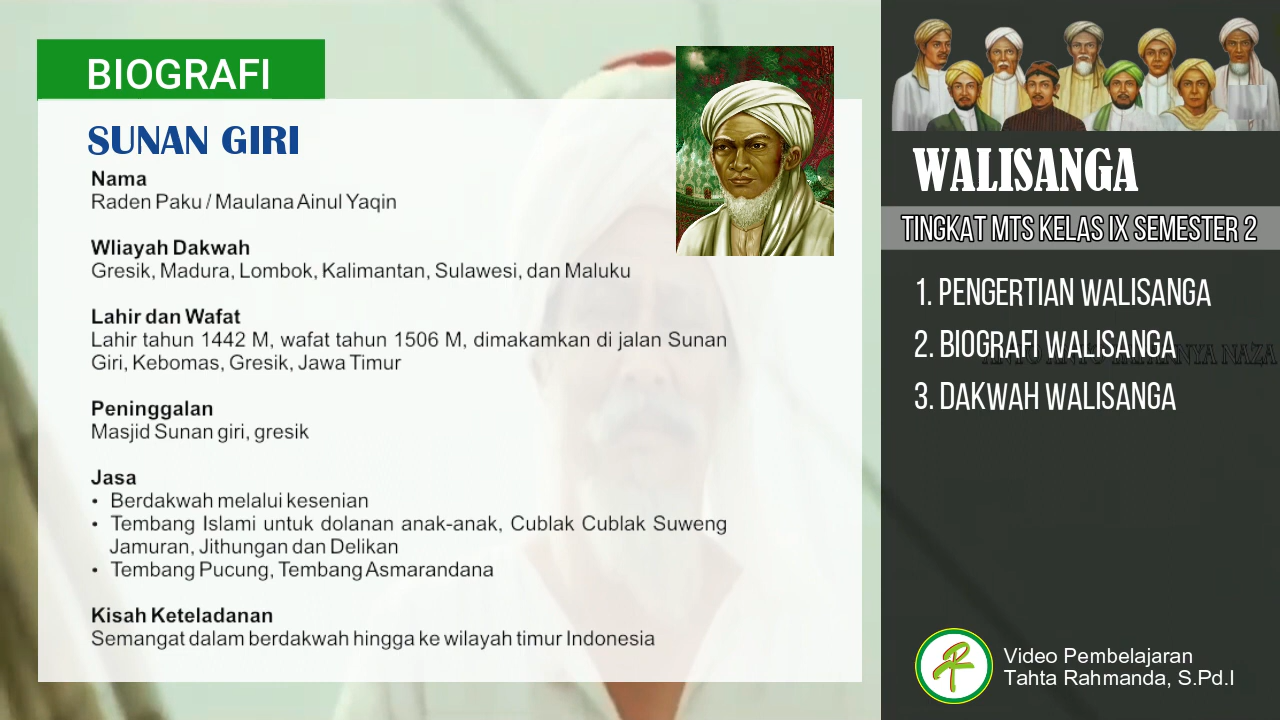 BIOGRAFI
SUNAN GIRI
Nama
Raden Paku / Maulana Ainul Yaqin
Wliayah Dakwah
Gresik, Madura, Lombok, Kalimantan, Sulawesi, dan Maluku
Lahir dan Wafat
Lahir tahun 1442 M, wafat tahun 1506 M, dimakamkan di jalan Sunan
Giri, Kebomas, Gresik, Jawa Timur
Peninggalan
Masjid Sunan giri, gresik
Jasa
• Berdakwah melalui kesenian
• Tembang Islami untuk dolanan anak-anak, Cublak Cublak Suweng
Jamuran, Jithungan dan Delikan
• Tembang Pucung, Tembang Asmarandana
Kisah Keteladanan
Semangat dalam berdakwah hingga ke wilayah timur Indonesia
WALISANGA
TINGKAT MTS KELAS IX SEMESTER 2
1. PENGERTIAN WALISANGA
2. BIOGRAFI WALISANGA
3. DAKWAH WALISANGA
Video Pembelajaran
Tahta Rahmanda, S.Pd.I